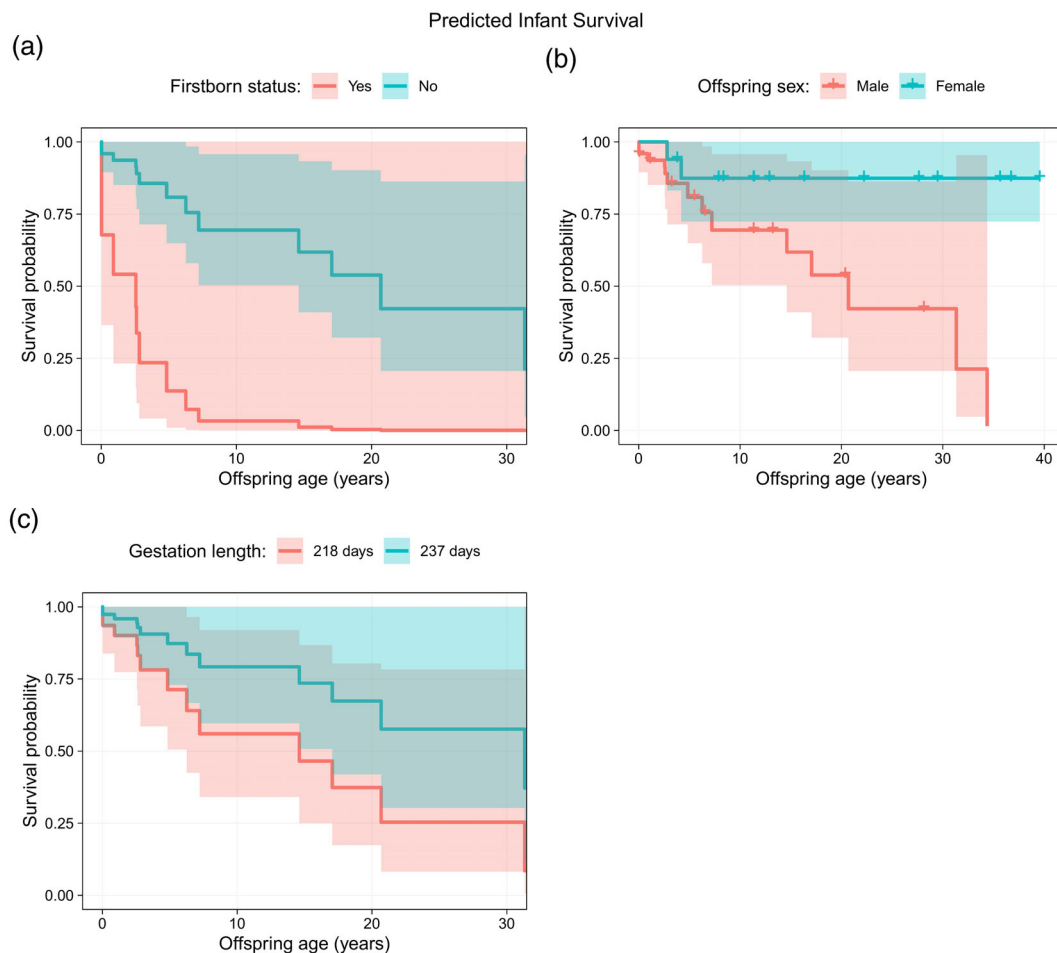 Predicted Infant Survival
(a)
Firstborn status: Yes No
1.00
0.75
0.50
0.25
0.00
Survival probability
0 10 20 30
Offspring age (years)
(b)
Offspring sex: Male Female
1.00
0.75
0.50
0.25
0.00
Survival probability
0 10 20 30 40
Offspring age (years)
(c)
Gestation length: 218 days 237 days
1.00
0.75
0.50
0.25
0.00
Survival probability
0 10 20 30
Offspring age (years)